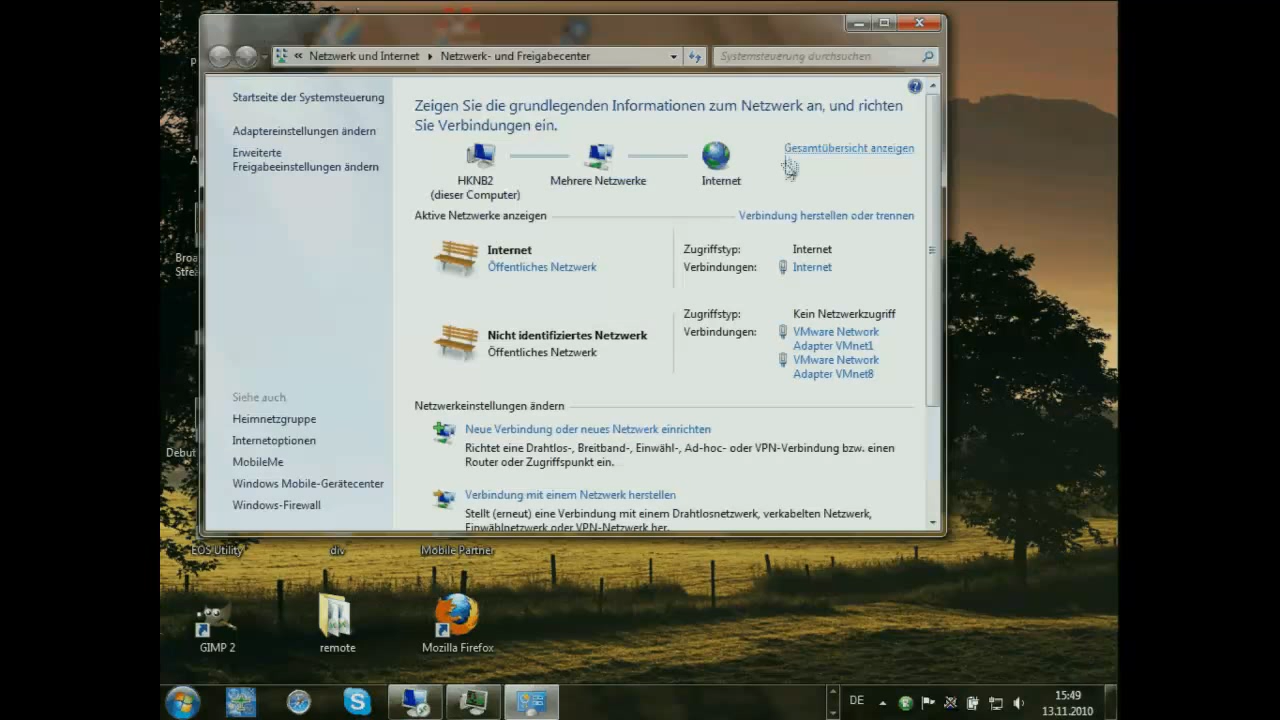 « Netzwerk und Internet ▸ Netzwerk- und Freigabecenter
Systemsteuerung durchsuchen
Startseite der Systemsteuerung
Adaptereinstellungen ändern
Erweiterte
Freigabeeinstellungen ändern
Zeigen Sie die grundlegenden Informationen zum Netzwerk an, und richten
Sie Verbindungen ein.
Gesamtübersicht anzeigen
HKNB2
(dieser Computer)
Mehrere Netzwerke
Internet
Aktive Netzwerke anzeigen
Verbindung herstellen oder trennen
Internet
Öffentliches Netzwerk
Zugriffstyp: Internet
Verbindungen: Internet
Nicht identifiziertes Netzwerk
Öffentliches Netzwerk
Zugriffstyp: Kein Netzwerkzugriff
Verbindungen: VMware Network
Adapter VMnet1
VMware Network
Adapter VMnet8
Netzwerkeinstellungen ändern
Neue Verbindung oder neues Netzwerk einrichten
Richtet eine Drahtlos-, Breitband-, Einwähl-, Ad-hoc- oder VPN-Verbindung bzw. einen
Router oder Zugriffspunkt ein.
Verbindung mit einem Netzwerk herstellen
Stellt (erneut) eine Verbindung mit einem Drahtlosnetzwerk, verkabelten Netzwerk,
Einwählnetzwerk oder VPN-Netzwerk her.
Siehe auch
Heimnetzgruppe
Internetoptionen
MobileMe
Windows Mobile-Gerätecenter
Windows-Firewall
EOS Utility
div
Mobile Partner
GIMP 2
remote
Mozilla Firefox
DE
15:49
13.11.2010